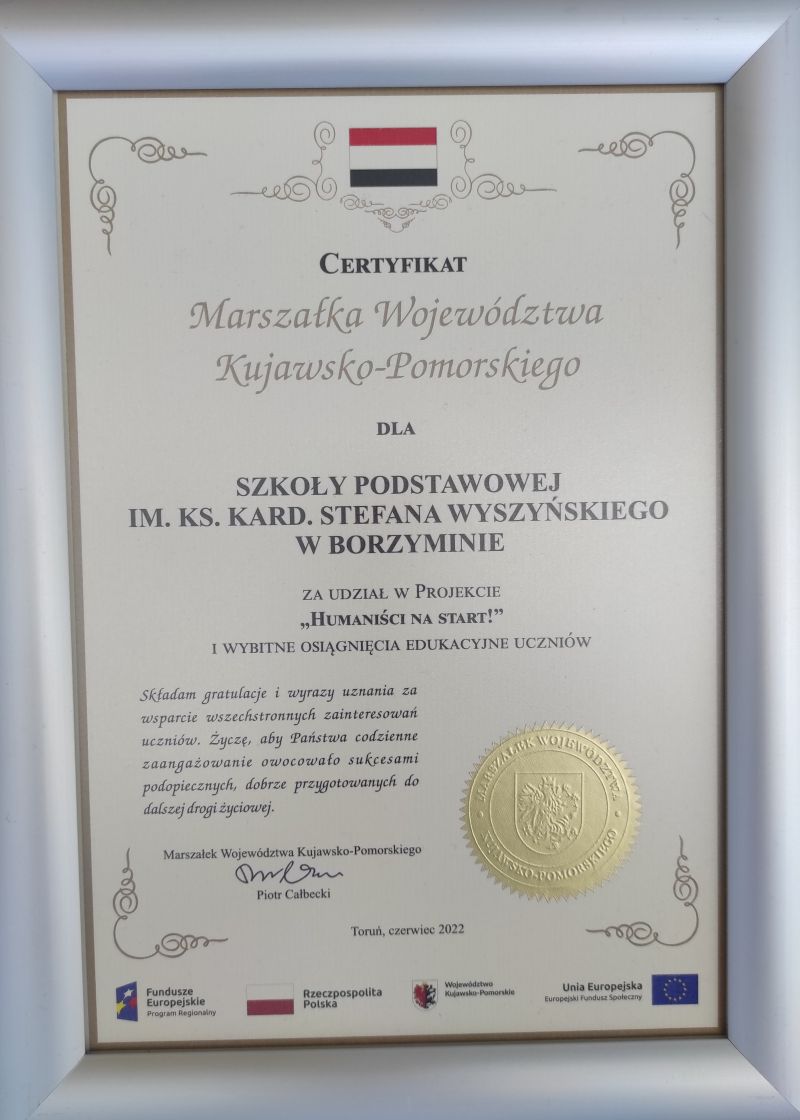 CERTYFIKAT
Marszałka Województwa
Kujawsko-Pomorskiego
DLA
SZKOŁY PODSTAWOWEJ
IM. KS. KARD. STEFANA WYSZYŃSKIEGO
W BORZYMINIE
ZA UDZIAŁ W PROJEKCIE
„HUMANIŚCI NA START!”
I WYBITNE OSIĄGNIĘCIA EDUKACYJNE UCZNIÓW
Składam gratulacje i wyrazy uznania za
wsparcie wszechstronnych zainteresowań
uczniów. Życzę, aby Państwa codzienne
zaangażowanie owocowało sukcesami
podopiecznych, dobrze przygotowanych do
dalszej drogi życiowej.
MARSZAŁEK WOJEWÓDZTWA
KUJAWSKO-POMORSKIEGO
Marszałek Województwa Kujawsko-Pomorskiego
Piotr Całbecki
Toruń, czerwiec 2022
Fundusze
Europejskie
Program Regionalny
Rzeczpospolita
Polska
Województwo
Kujawsko-Pomorskie
Unia Europejska
Europejski Fundusz Społeczny